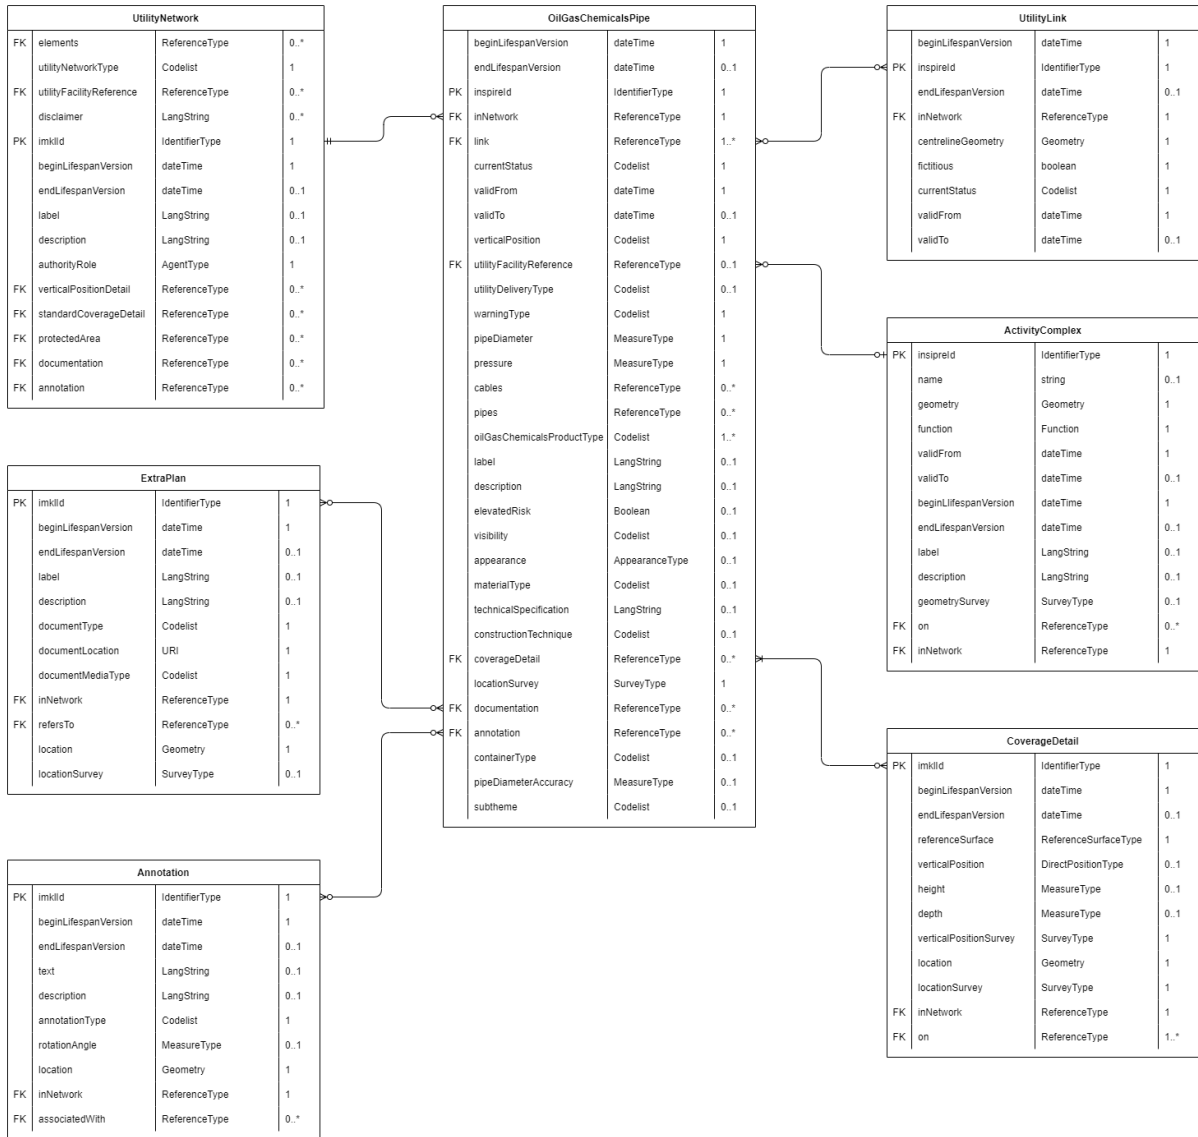 UtilityNetwork
FK elements ReferenceType 0..*
utilityNetworkType Codelist 1
FK utilityFacilityReference ReferenceType 0..*
disclaimer LangString 0..*
PK imklId IdentifierType 1
beginLifespanVersion dateTime 1
endLifespanVersion dateTime 0..1
label LangString 0..1
description LangString 0..1
authorityRole AgentType 1
FK verticalPositionDetail ReferenceType 0..*
FK standardCoverageDetail ReferenceType 0..*
FK protectedArea ReferenceType 0..*
FK documentation ReferenceType 0..*
FK annotation ReferenceType 0..*
ExtraPlan
PK imklId IdentifierType 1
beginLifespanVersion dateTime 1
endLifespanVersion dateTime 0..1
label LangString 0..1
description LangString 0..1
documentType Codelist 1
documentLocation URI 1
documentMediaType Codelist 1
FK inNetwork ReferenceType 1
FK refersTo ReferenceType 0..*
location Geometry 1
locationSurvey SurveyType 0..1
Annotation
PK imklId IdentifierType 1
beginLifespanVersion dateTime 1
endLifespanVersion dateTime 0..1
text LangString 0..1
description LangString 0..1
annotationType Codelist 1
rotationAngle MeasureType 0..1
location Geometry 1
FK inNetwork ReferenceType 1
FK associatedWith ReferenceType 0..*
OilGasChemicalsPipe
beginLifespanVersion dateTime 1
endLifespanVersion dateTime 0..1
PK inspireId IdentifierType 1
FK inNetwork ReferenceType 1
FK link ReferenceType 1..*
currentStatus Codelist 1
validFrom dateTime 1
validTo dateTime 0..1
verticalPosition Codelist 1
FK utilityFacilityReference ReferenceType 0..1
utilityDeliveryType Codelist 0..1
warningType Codelist 1
pipeDiameter MeasureType 1
pressure MeasureType 1
cables ReferenceType 0..*
pipes ReferenceType 0..*
oilGasChemicalsProductType Codelist 1..*
label LangString 0..1
description LangString 0..1
elevatedRisk Boolean 0..1
visibility Codelist 0..1
appearance AppearanceType 0..1
materialType Codelist 0..1
technicalSpecification LangString 0..1
constructionTechnique Codelist 0..1
FK coverageDetail ReferenceType 0..*
locationSurvey SurveyType 1
FK documentation ReferenceType 0..*
FK annotation ReferenceType 0..*
containerType Codelist 0..1
pipeDiameterAccuracy MeasureType 0..1
subtheme Codelist 0..1
UtilityLink
beginLifespanVersion dateTime 1
PK inspireId IdentifierType 1
endLifespanVersion dateTime 0..1
FK inNetwork ReferenceType 1
centrelineGeometry Geometry 1
fictitious boolean 1
currentStatus Codelist 1
validFrom dateTime 1
validTo dateTime 0..1
ActivityComplex
PK insipreId IdentifierType 1
name string 0..1
geometry Geometry 1
function Function 1
validFrom dateTime 1
validTo dateTime 0..1
beginLlifespanVersion dateTime 1
endLifespanVersion dateTime 0..1
label LangString 0..1
description LangString 0..1
geometrySurvey SurveyType 0..1
FK on ReferenceType 0..*
FK inNetwork ReferenceType 1
CoverageDetail
PK imklId IdentifierType 1
beginLifespanVersion dateTime 1
endLifespanVersion dateTime 0..1
referenceSurface ReferenceSurfaceType 1
verticalPosition DirectPositionType 0..1
height MeasureType 0..1
depth MeasureType 0..1
verticalPositionSurvey SurveyType 1
location Geometry 1
locationSurvey SurveyType 1
FK inNetwork ReferenceType 1
FK on ReferenceType 1..*